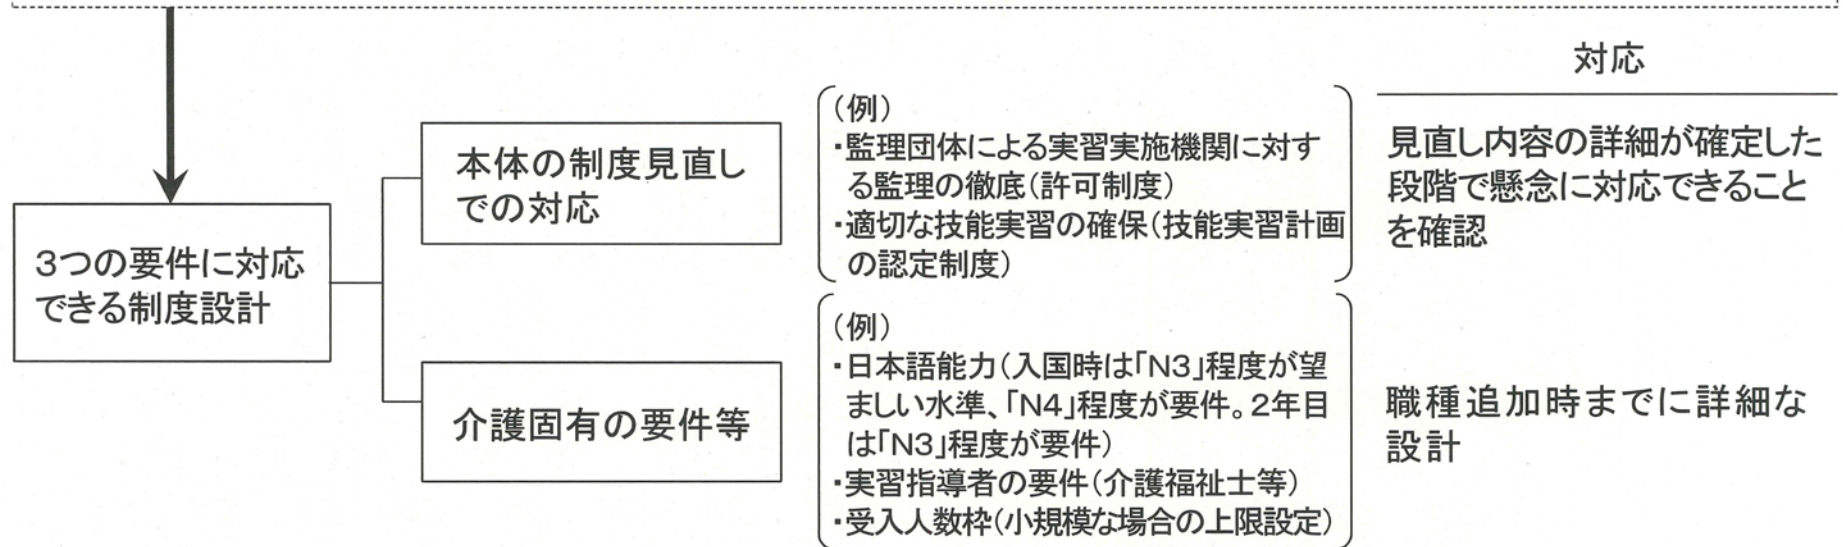 対応
3つの要件に対応
できる制度設計
本体の制度見直し
での対応
(例)
・監理団体による実習実施機関に対す
る監理の徹底(許可制度)
・適切な技能実習の確保(技能実習計画
の認定制度)
見直し内容の詳細が確定した
段階で懸念に対応できること
を確認
介護固有の要件等
(例)
・日本語能力(入国時は「N3」程度が望
ましい水準、「N4」程度が要件。2年目
は「N3」程度が要件)
・実習指導者の要件(介護福祉士等)
・受入人数枠(小規模な場合の上限設定)
職種追加時までに詳細な
設計